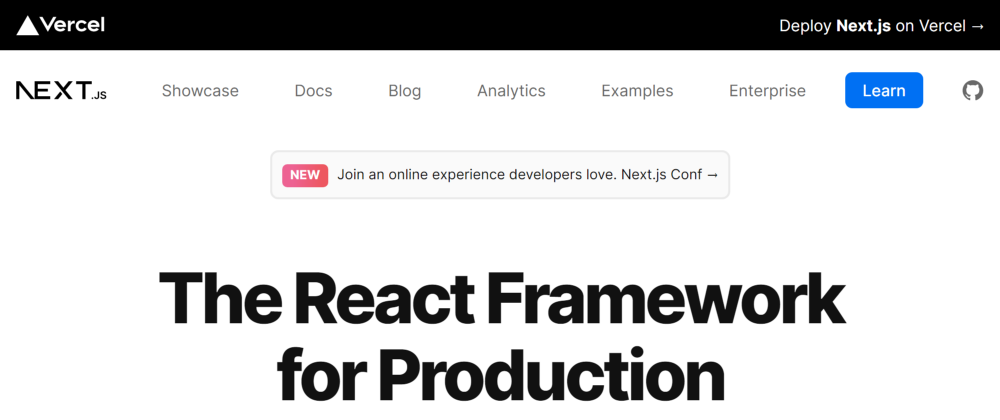 Vercel
Deploy Next.js on Vercel →
NEXT.JS Showcase Docs Blog Analytics Examples Enterprise Learn
NEW Join an online experience developers love. Next.js Conf →
The React Framework
for Production